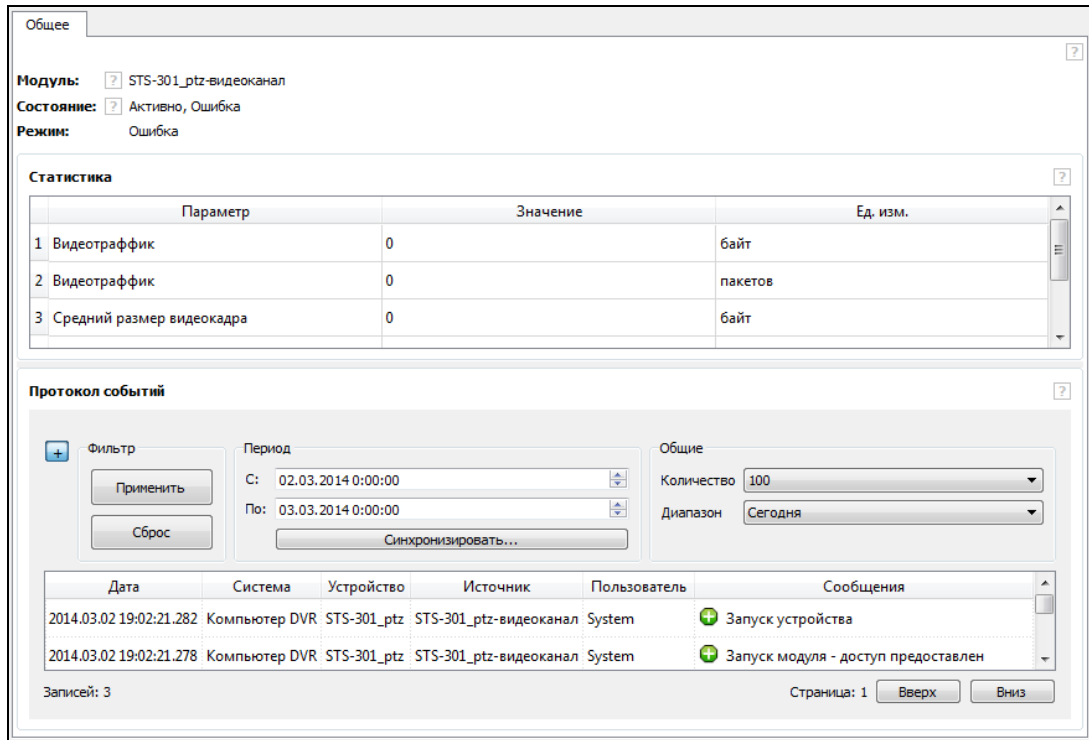 Общее
?
Модуль: ? STS-301_ptz-видеоканал
Состояние: ? Активно, Ошибка
Режим: Ошибка
Статистика ?
Параметр Значение Ед. изм.
1 Видеотраффик 0 байт
2 Видеотраффик 0 пакетов
3 Средний размер видеокадра 0 байт
Протокол событий ?
+ Фильтр Период Общие
Применить С: 02.03.2014 0:00:00 Количество 100
По: 03.03.2014 0:00:00 Диапазон Сегодня
Сброс Синхронизировать...
Дата Система Устройство Источник Пользователь Сообщения
2014.03.02 19:02:21.282 Компьютер DVR STS-301_ptz STS-301_ptz-видеоканал System Запуск устройства
2014.03.02 19:02:21.278 Компьютер DVR STS-301_ptz STS-301_ptz-видеоканал System Запуск модуля - доступ предоставлен
Записей: 3 Страница: 1 Вверх Вниз